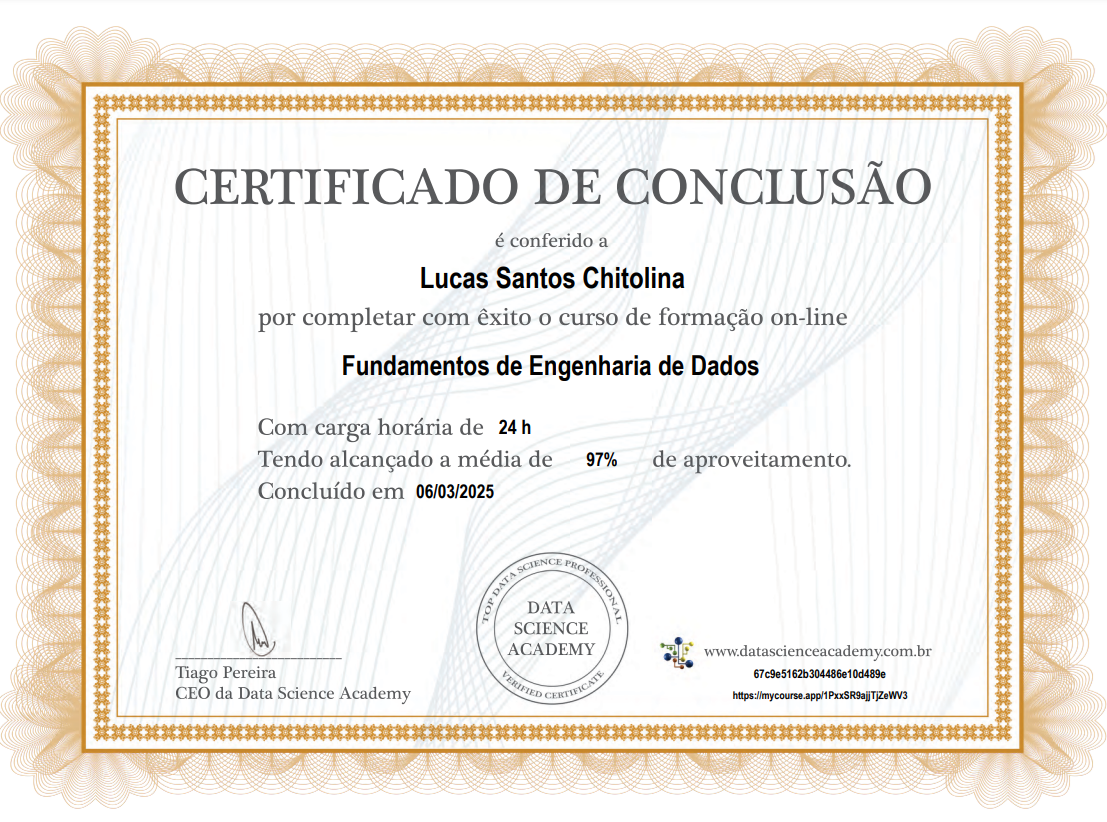 CERTIFICADO DE CONCLUSÃO
é conferido a
Lucas Santos Chitolina
por completar com êxito o curso de formação on-line
Fundamentos de Engenharia de Dados
Com carga horária de 24 h
Tendo alcançado a média de 97% de aproveitamento.
Concluído em 06/03/2025
TOP DATA SCIENCE PROFESSIONAL
DATA
SCIENCE
ACADEMY
VERIFIED CERTIFICATE
Tiago Pereira
CEO da Data Science Academy
www.datascienceacademy.com.br
67c9e5162b304486e10d489e
https://mycourse.app/1PxxSR9ajjTjZeWV3